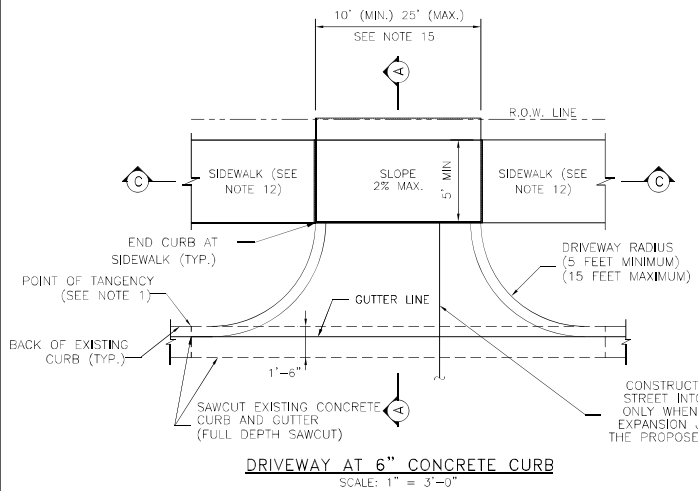 10' (MIN.) 25' (MAX.)
SEE NOTE 15
A
R.O.W. LINE
C
SIDEWALK (SEE
NOTE 12)
SLOPE
2% MAX.
5' MIN
SIDEWALK (SEE
NOTE 12)
C
END CURB AT
SIDEWALK (TYP.)
DRIVEWAY RADIUS
(5 FEET MINIMUM)
(15 FEET MAXIMUM)
POINT OF TANGENCY
(SEE NOTE 1)
GUTTER LINE
BACK OF EXISTING
CURB (TYP.)
1'-6"
SAWCUT EXISTING CONCRETE
CURB AND GUTTER
(FULL DEPTH SAWCUT)
A
CONSTRUCT
STREET INTO
ONLY WHEN
EXPANSION
THE PROPOSE
DRIVEWAY AT 6" CONCRETE CURB
SCALE: 1" = 3'-0"